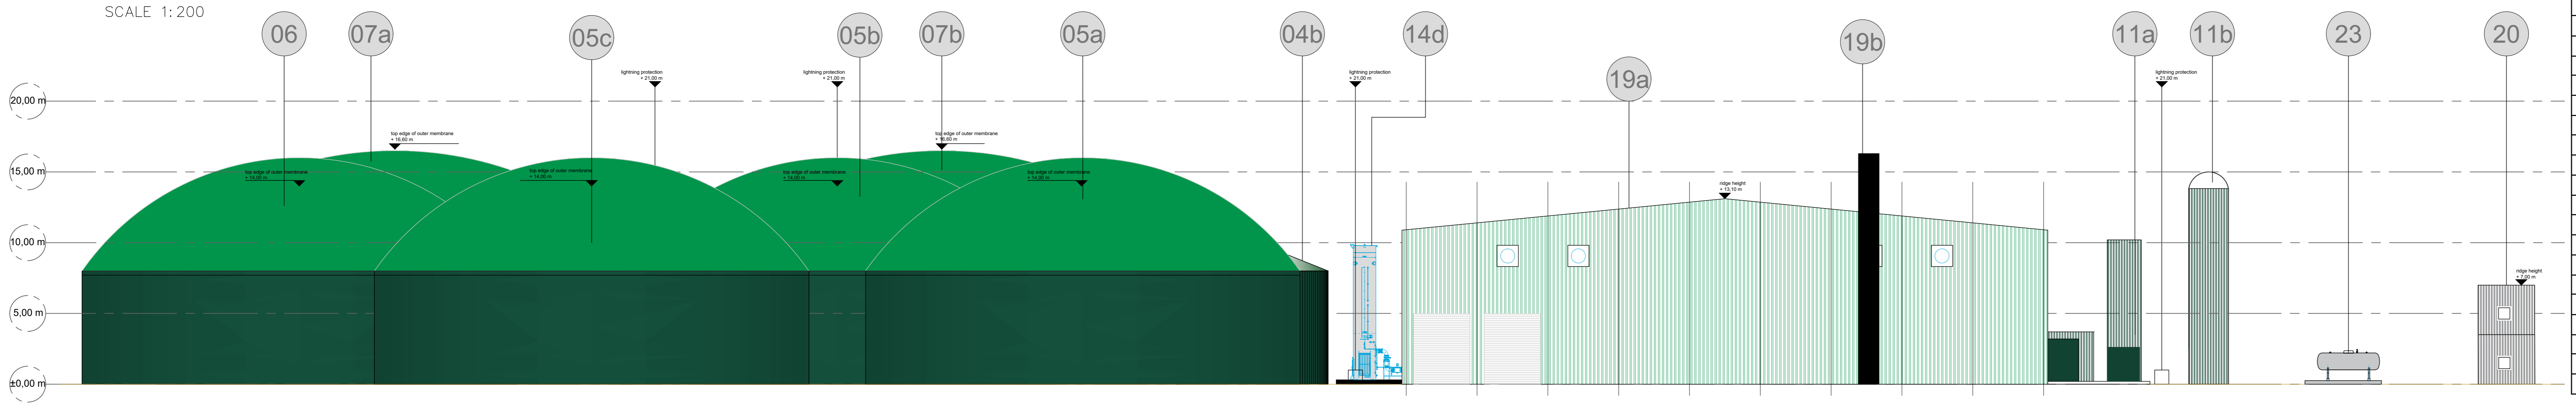 SCALE 1:200
06
07a
05c
05b
07b
05a
04b
14d
19a
19b
11a
11b
23
20
lightning protection
+ 21,00 m
lightning protection
+ 21,00 m
lightning protection
+ 21,00 m
lightning protection
+ 21,00 m
20,00 m
top edge of outer membrane
+ 16,60 m
top edge of outer membrane
+ 16,60 m
15,00 m
top edge of outer membrane
+ 14,00 m
top edge of outer membrane
+ 14,00 m
top edge of outer membrane
+ 14,00 m
top edge of outer membrane
+ 14,00 m
ridge height
+ 13,10 m
10,00 m
ridge height
+ 7,00 m
5,00 m
±0,00 m